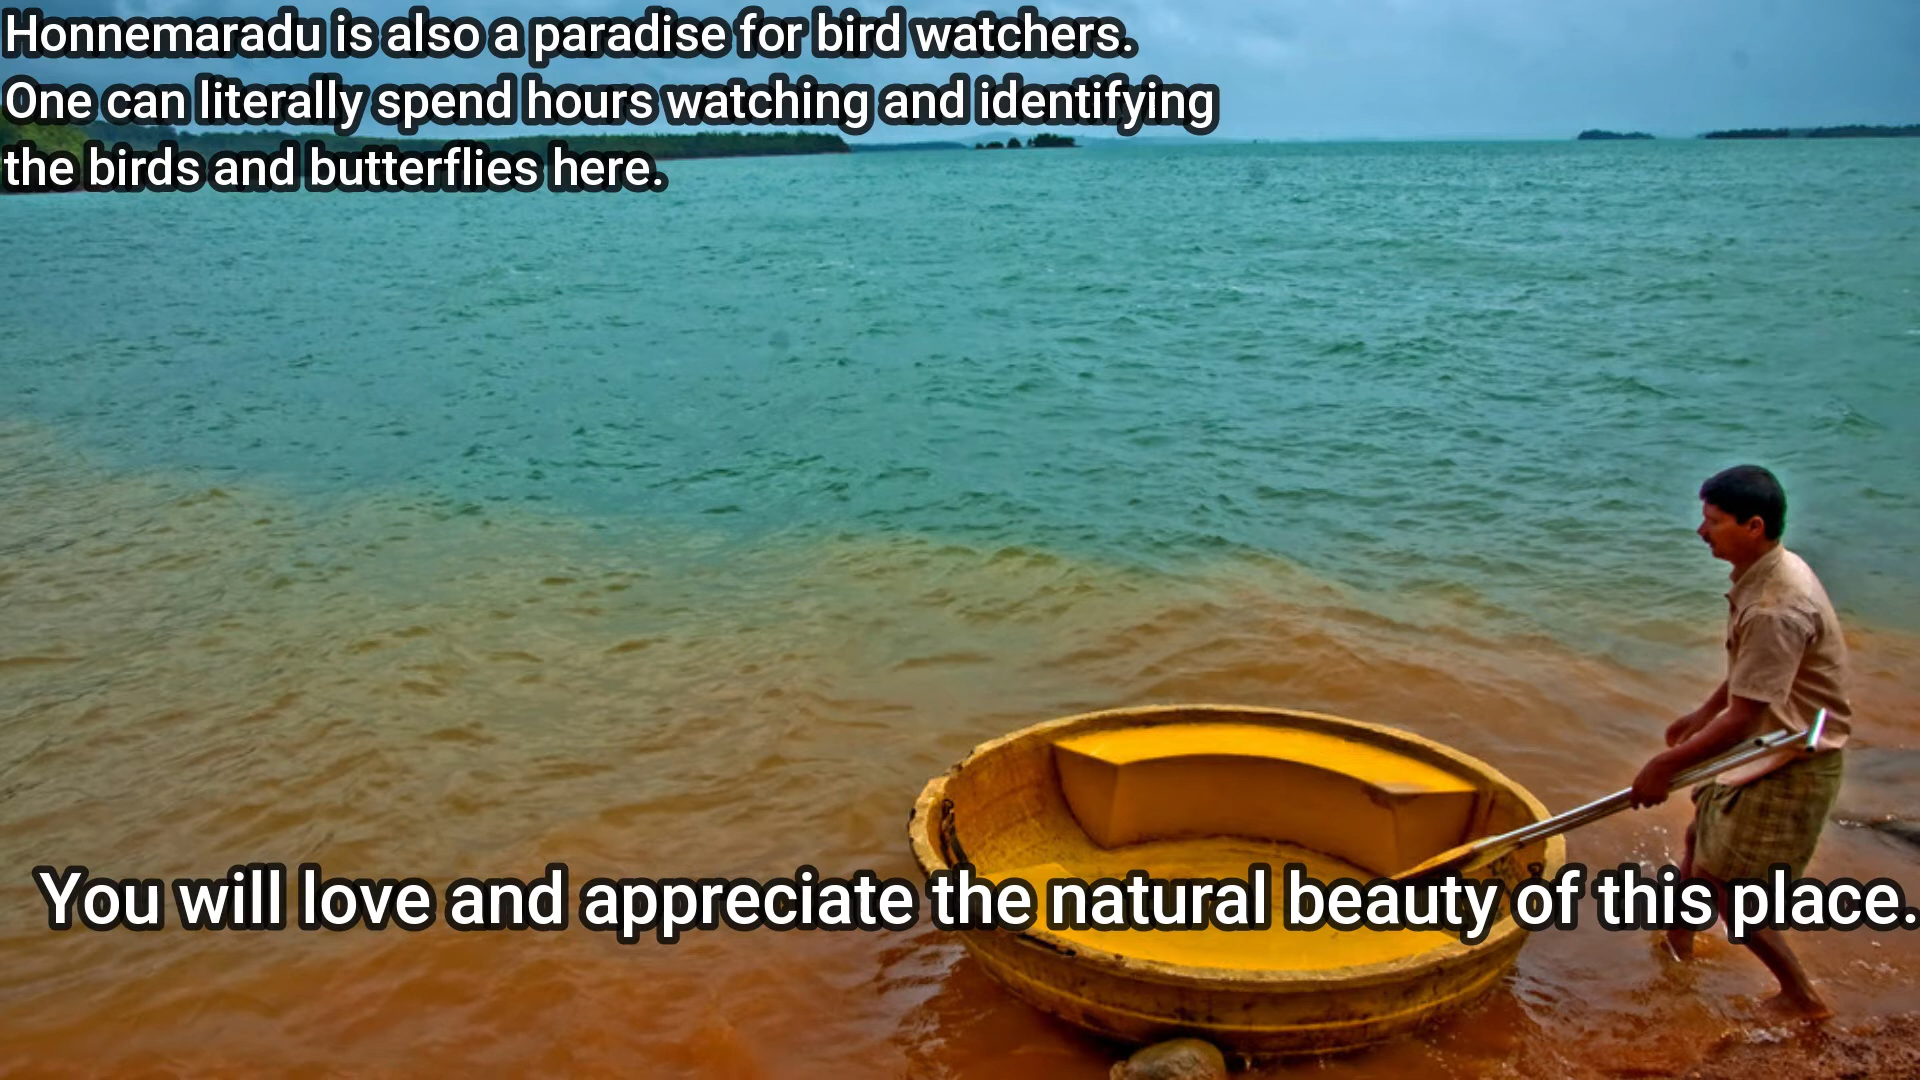 Honnemaradu is also a paradise for bird watchers.
One can literally spend hours watching and identifying
the birds and butterflies here.
You will love and appreciate the natural beauty of this place.